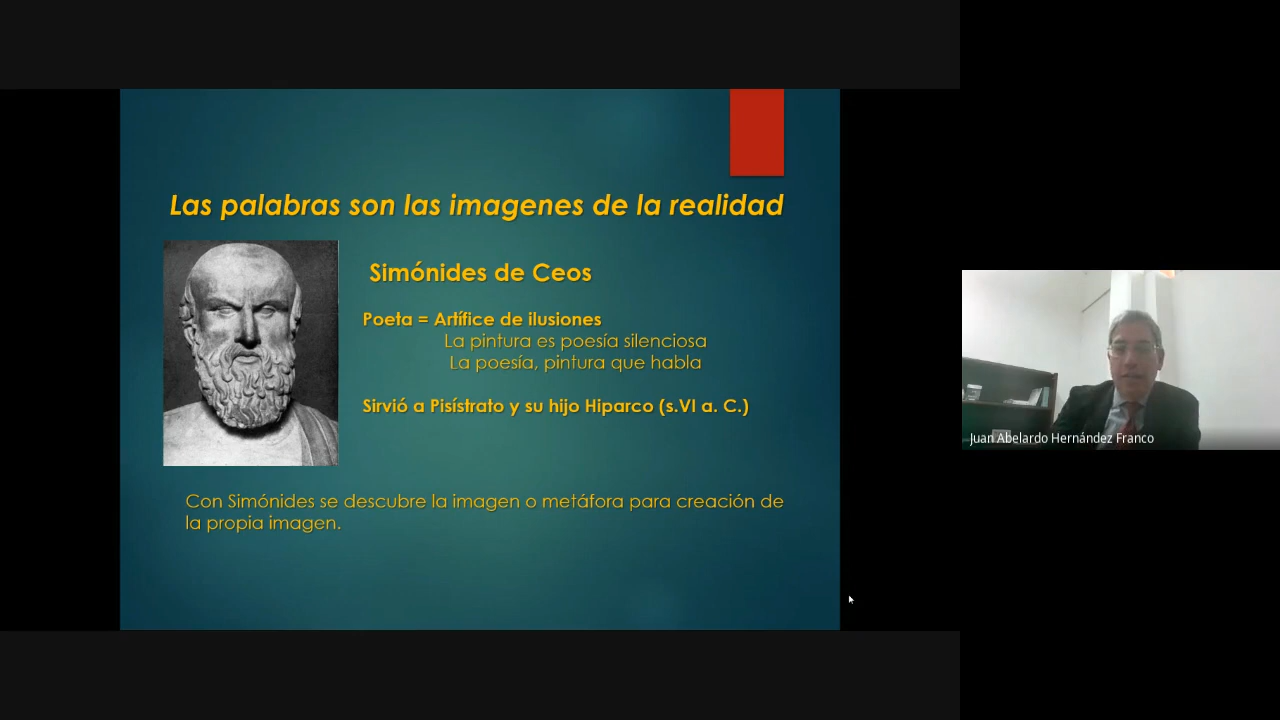 Las palabras son las imagenes de la realidad
Simónides de Ceos
Poeta = Artífice de ilusiones
La pintura es poesía silenciosa
La poesía, pintura que habla
Sirvió a Pisístrato y su hijo Hiparco (s.VI a. C.)
Con Simónides se descubre la imagen o metáfora para creación de
la propia imagen.
Juan Abelardo Hernández Franco